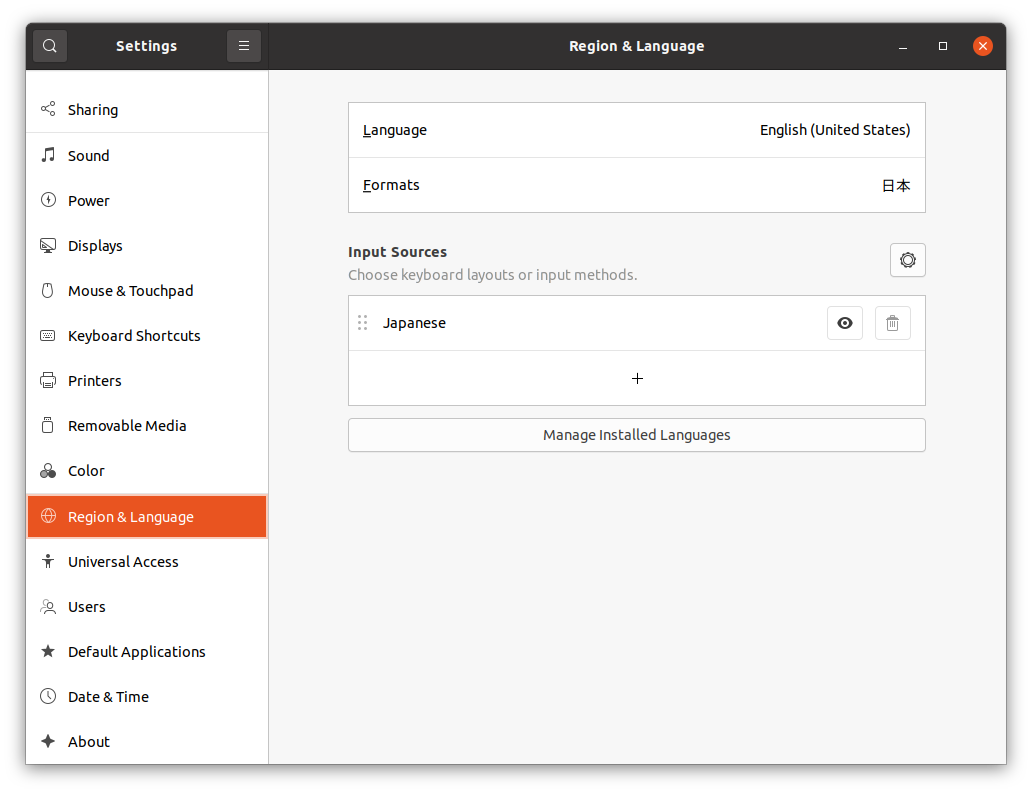 Settings
Region & Language
Sharing
Sound
Power
Displays
Mouse & Touchpad
Keyboard Shortcuts
Printers
Removable Media
Color
Region & Language
Universal Access
Users
Default Applications
Date & Time
About
Language English (United States)
Formats 日本
Input Sources
Choose keyboard layouts or input methods.
Japanese
Manage Installed Languages